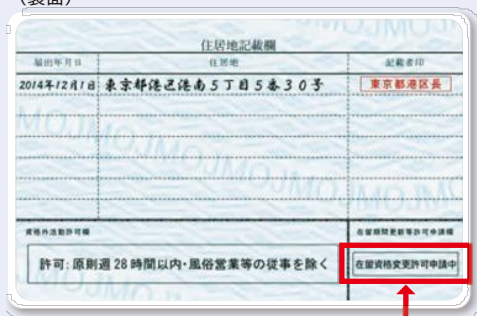 (裏面)
住居地記載欄
届出年月日 住居地 記載者印
2014年12月1日 東京都港区港南5丁目5番30号 東京都港区長
資格外活動許可欄 在留期間更新等許可申請欄
許可:原則週28時間以内・風俗営業等の従事を除く 在留資格変更許可申請中